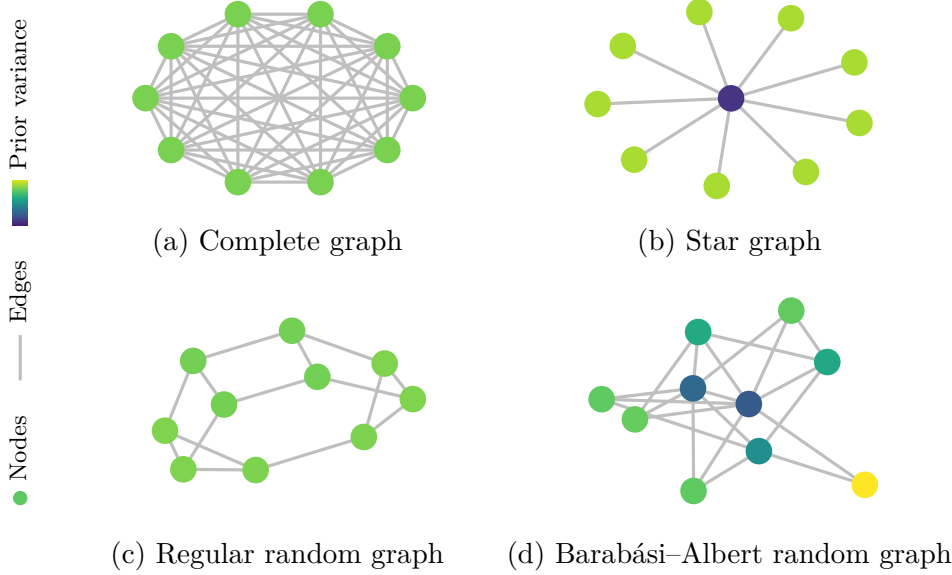 Nodes
Edges
Prior variance
(a) Complete graph
(b) Star graph
(c) Regular random graph
(d) Barabási–Albert random graph